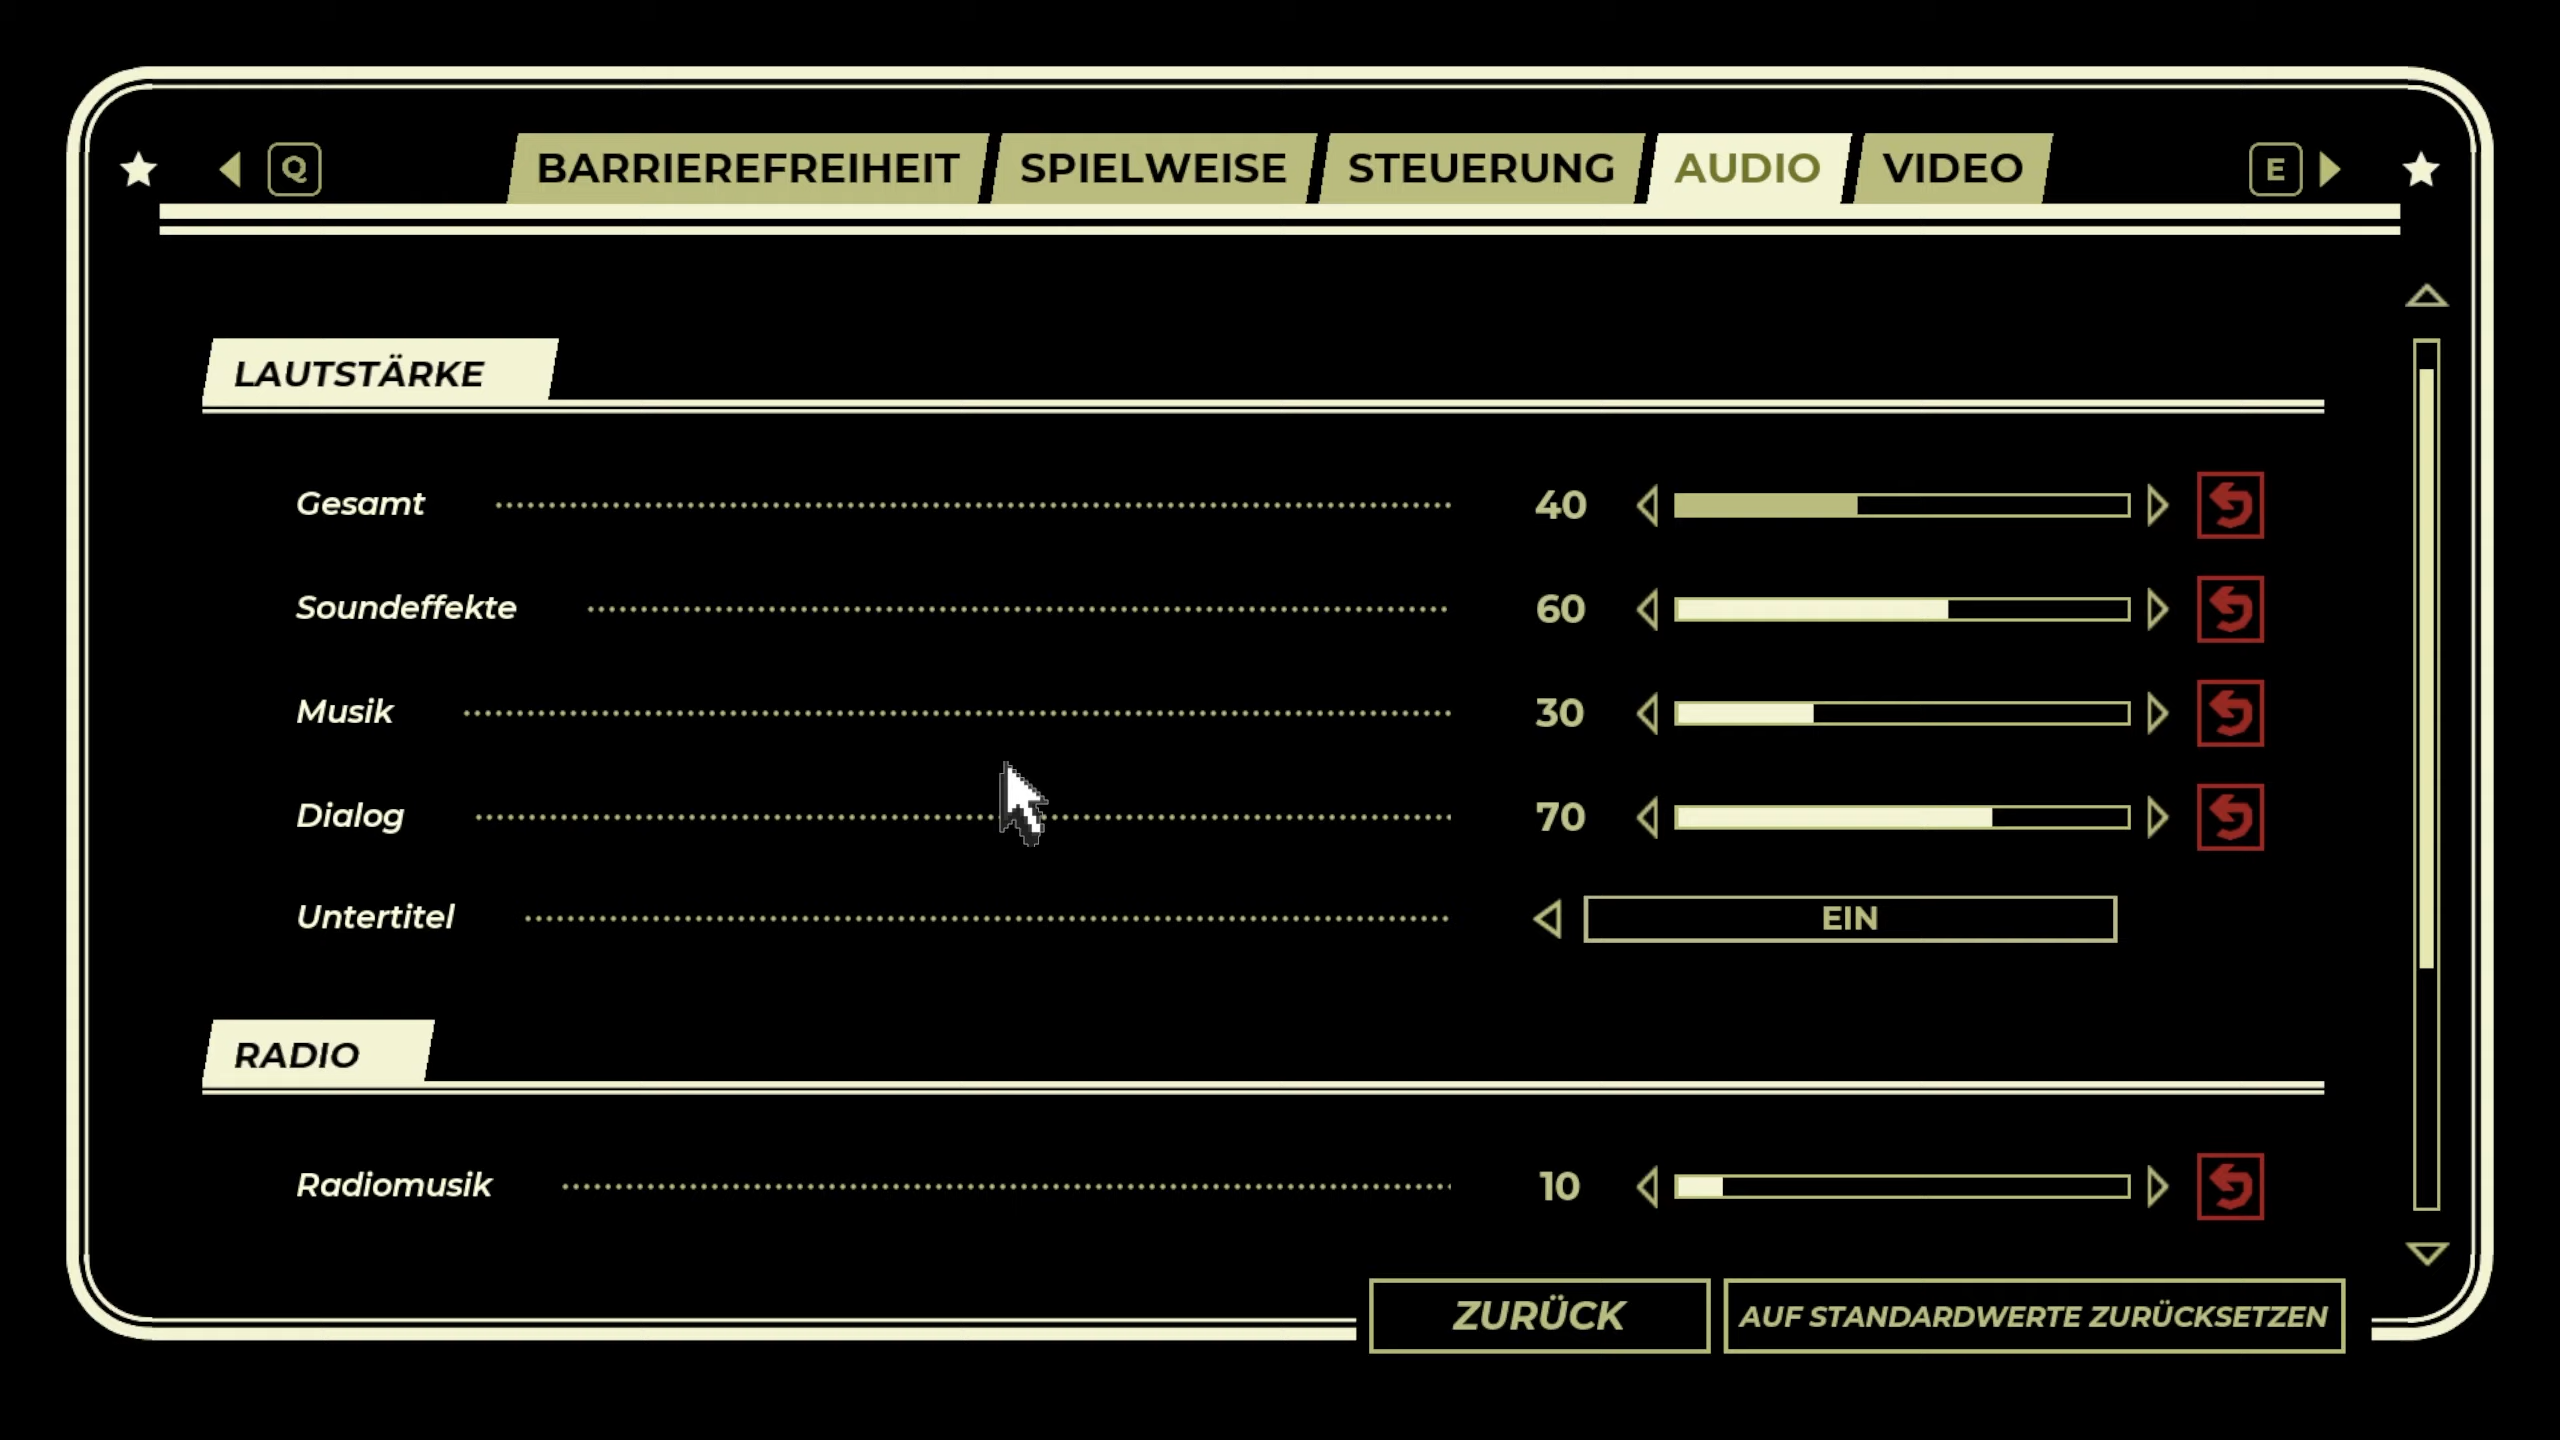 Q BARRIEREFREIHEIT SPIELWEISE STEUERUNG AUDIO VIDEO E
LAUTSTÄRKE
Gesamt 40
Soundeffekte 60
Musik 30
Dialog 70
Untertitel EIN
RADIO
Radiomusik 10
ZURÜCK AUF STANDARDWERTE ZURÜCKSETZEN